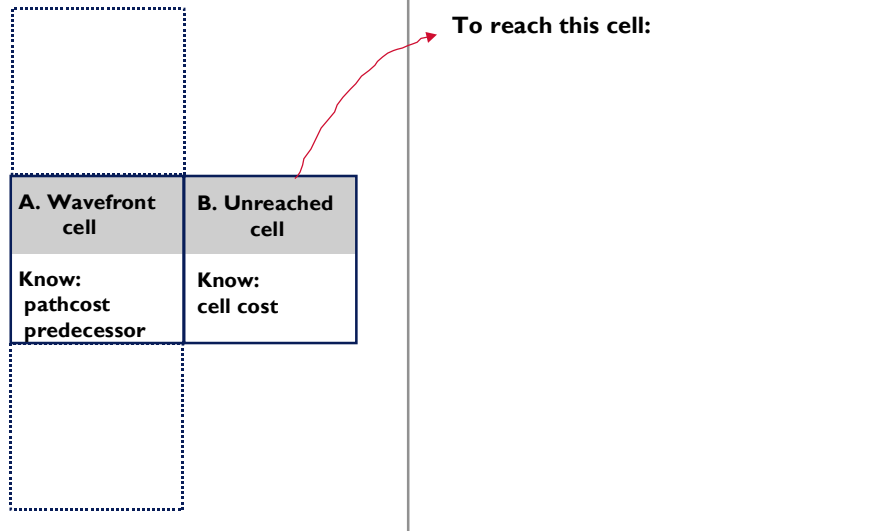 To reach this cell:
A. Wavefront
cell
B. Unreached
cell
Know:
pathcost
predecessor
Know:
cell cost